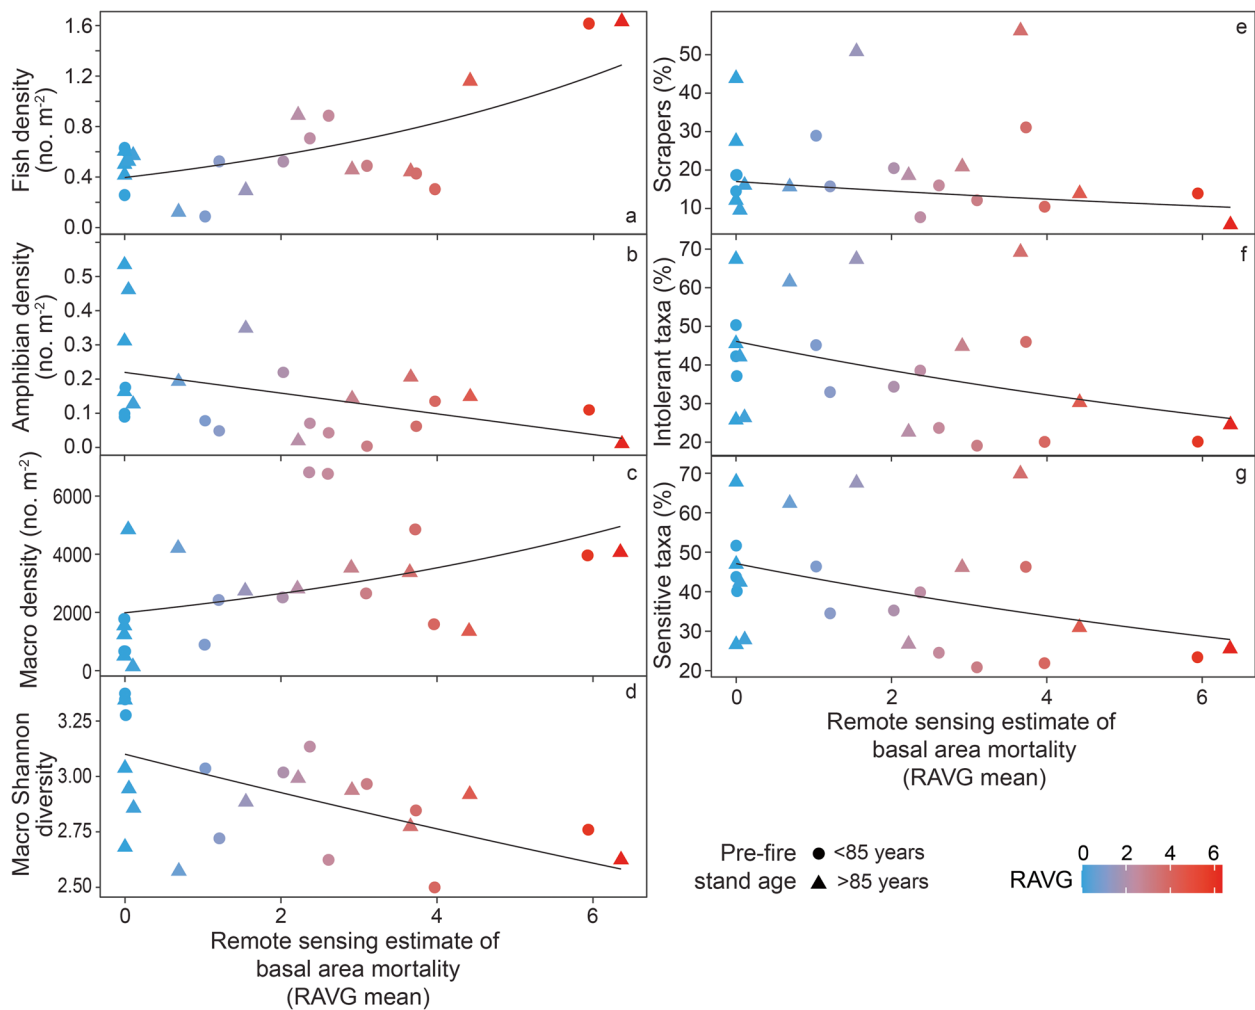 Fish density
(no. m-2)
1.6
1.2
0.8
0.4
0.0
a
Amphibian density
(no. m-2)
0.5
0.4
0.3
0.2
0.1
0.0
b
Macro density (no. m-2)
6000
4000
2000
0
c
Macro Shannon
diversity
3.25
3.00
2.75
2.50
d
0 2 4 6
Remote sensing estimate of
basal area mortality
(RAVG mean)
Scrapers (%)
50
40
30
20
10
e
Intolerant taxa (%)
70
60
50
40
30
20
f
Sensitive taxa (%)
70
60
50
40
30
20
g
0 2 4 6
Remote sensing estimate of
basal area mortality
(RAVG mean)
Pre-fire
stand age
<85 years
>85 years
0 2 4 6
RAVG